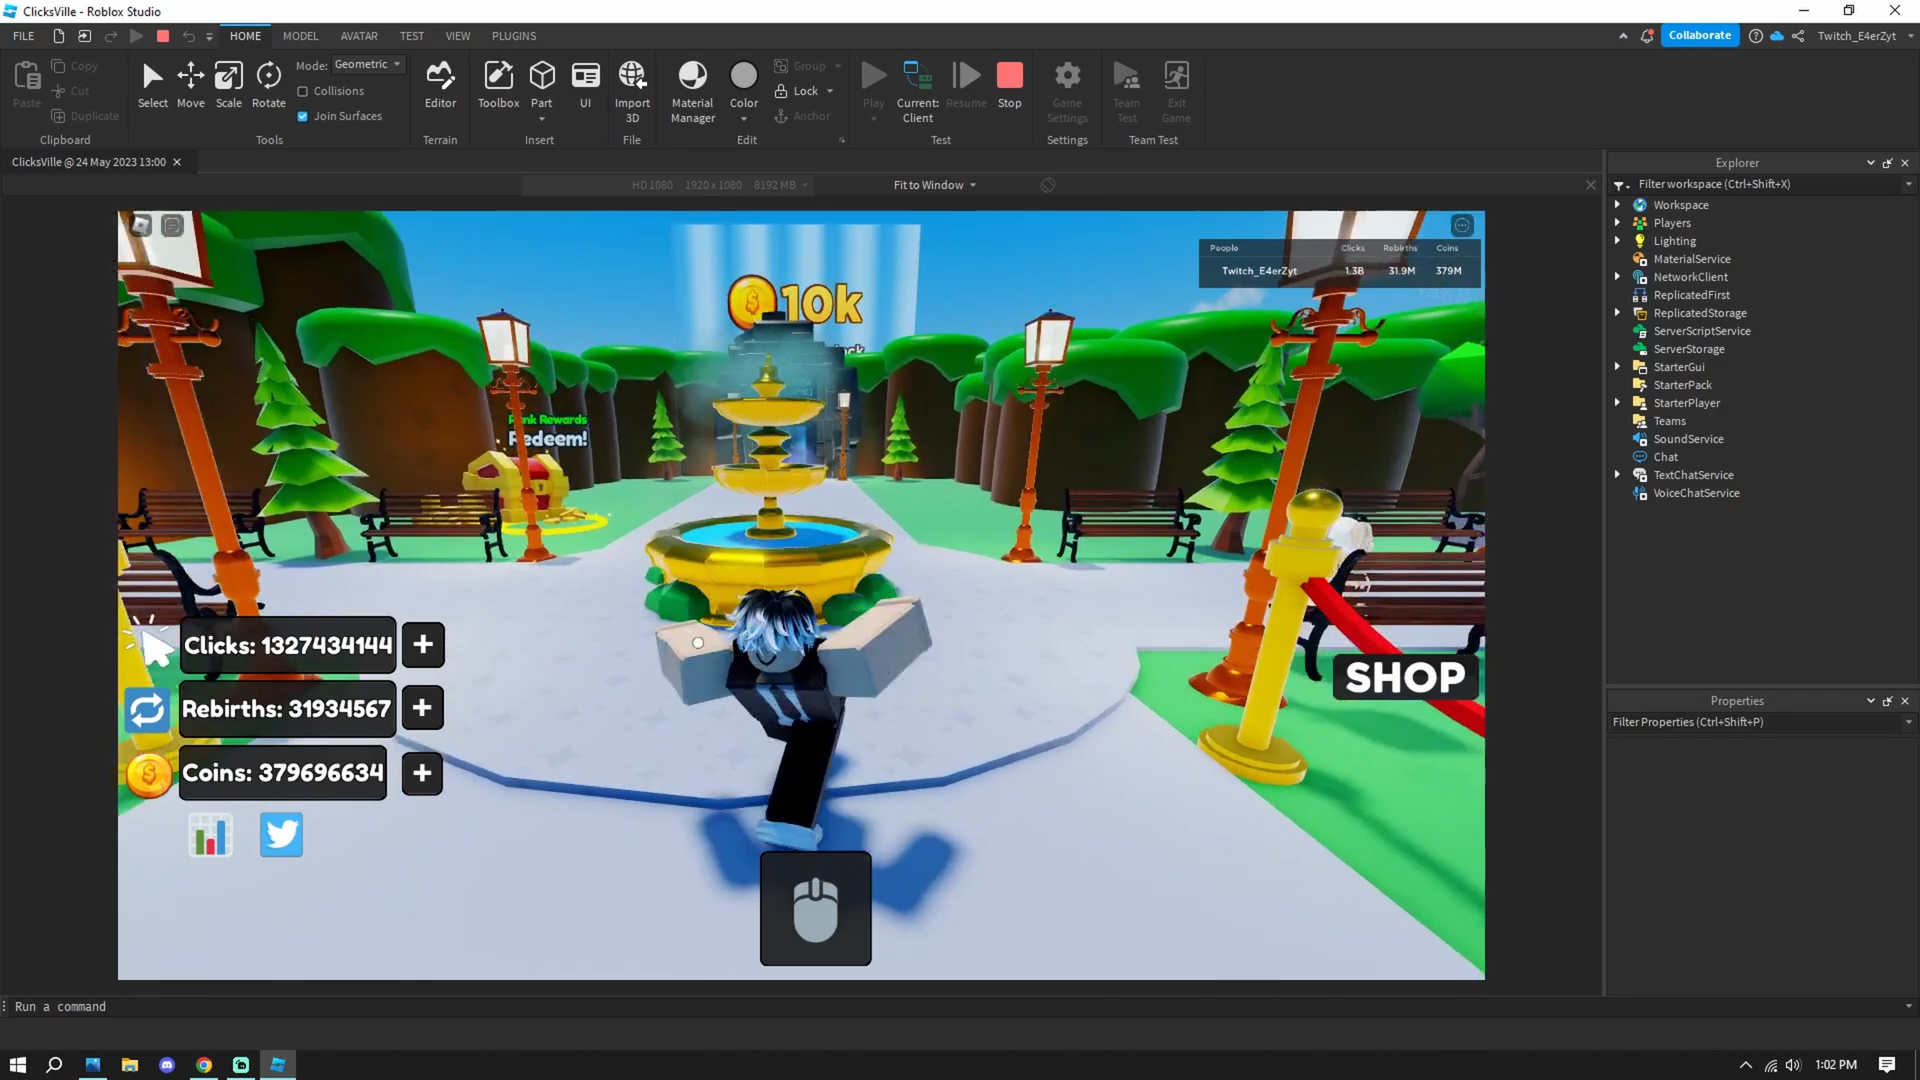 ClicksVille - Roblox Studio
FILE
HOME
MODEL
AVATAR
TEST
VIEW
PLUGINS
Collaborate
Twitch_E4erZyt
Paste
Copy
Cut
Duplicate
Clipboard
Select
Move
Scale
Rotate
Mode: Geometric
Collisions
Join Surfaces
Tools
Editor
Terrain
Toolbox
Part
UI
Insert
Import
3D
File
Material
Manager
Color
Group
Lock
Anchor
Edit
Play
Current:
Client
Resume
Stop
Test
Game
Settings
Settings
Team
Test
Exit
Game
Team Test
ClicksVille @ 24 May 2023 13:00
HD 1080 1920 x 1080 8192 MB
Fit to Window
Explorer
Filter workspace (Ctrl+Shift+X)
Workspace
Players
Lighting
MaterialService
NetworkClient
ReplicatedFirst
ReplicatedStorage
ServerScriptService
ServerStorage
StarterGui
StarterPack
StarterPlayer
Teams
SoundService
Chat
TextChatService
VoiceChatService
Properties
Filter Properties (Ctrl+Shift+P)
People Clicks Rebirths Coins
Twitch_E4erZyt 1.3B 31.9M 379M
10k
Rank Rewards
Redeem!
Clicks: 1327434144 +
Rebirths: 31934567 +
Coins: 379696634 +
SHOP
Run a command
1:02 PM